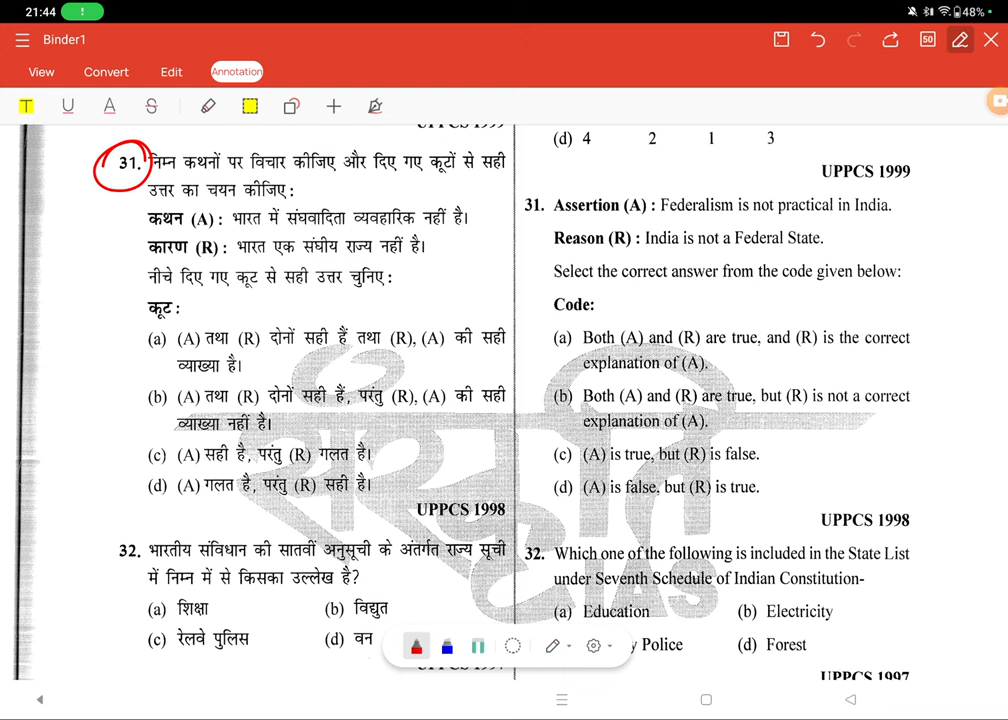 21:44
48%
Binder1
50
View Convert Edit Annotation
T U A S
31. निम्न कथनों पर विचार कीजिए और दिए गए कूटों से सही
उत्तर का चयन कीजिए :
कथन (A) : भारत में संघवादिता व्यवहारिक नहीं है।
कारण (R) : भारत एक संघीय राज्य नहीं है।
नीचे दिए गए कूट से सही उत्तर चुनिए :
कूट :
(a) (A) तथा (R) दोनों सही हैं तथा (R), (A) की सही
व्याख्या है।
(b) (A) तथा (R) दोनों सही हैं, परंतु (R), (A) की सही
व्याख्या नहीं है।
(c) (A) सही है, परंतु (R) गलत है।
(d) (A) गलत है, परंतु (R) सही है।
UPPCS 1998
32. भारतीय संविधान की सातवीं अनुसूची के अंतर्गत राज्य सूची
में निम्न में से किसका उल्लेख है?
(a) शिक्षा (b) विद्युत
(c) रेलवे पुलिस (d) वन
(d) 4 2 1 3
UPPCS 1999
31. Assertion (A) : Federalism is not practical in India.
Reason (R) : India is not a Federal State.
Select the correct answer from the code given below:
Code:
(a) Both (A) and (R) are true, and (R) is the correct
explanation of (A).
(b) Both (A) and (R) are true, but (R) is not a correct
explanation of (A).
(c) (A) is true, but (R) is false.
(d) (A) is false, but (R) is true.
UPPCS 1998
32. Which one of the following is included in the State List
under Seventh Schedule of Indian Constitution-
(a) Education (b) Electricity
Police (d) Forest
UPPCS 1997
IAS